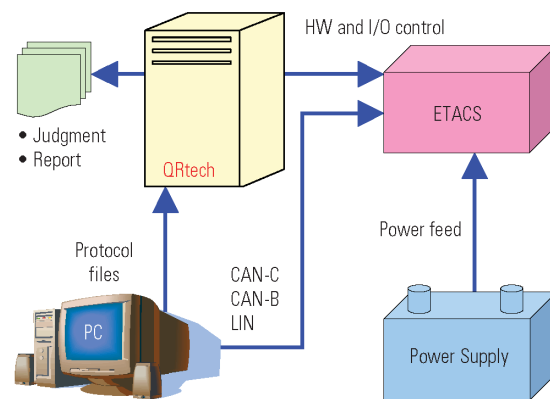 HW and I/O control
ETACS
• Judgment
• Report
QRtech
Power feed
Protocol
files
CAN-C
CAN-B
LIN
PC
Power Supply